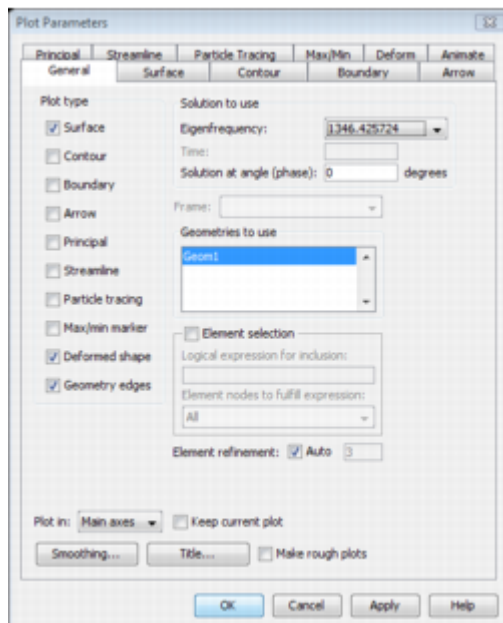 Plot Parameters
Principal Streamline Particle Tracing Max/Min Deform Animate
General Surface Contour Boundary Arrow
Plot type
Surface
Contour
Boundary
Arrow
Principal
Streamline
Particle tracing
Max/min marker
Deformed shape
Geometry edges
Solution to use
Eigenfrequency: 1346.425724
Time:
Solution at angle (phase): 0 degrees
Frame:
Geometries to use
Geom1
Element selection
Logical expression for inclusion:
Element nodes to fulfill expression:
All
Element refinement: Auto 3
Plot in: Main axes Keep current plot
Smoothing... Title... Make rough plots
OK Cancel Apply Help